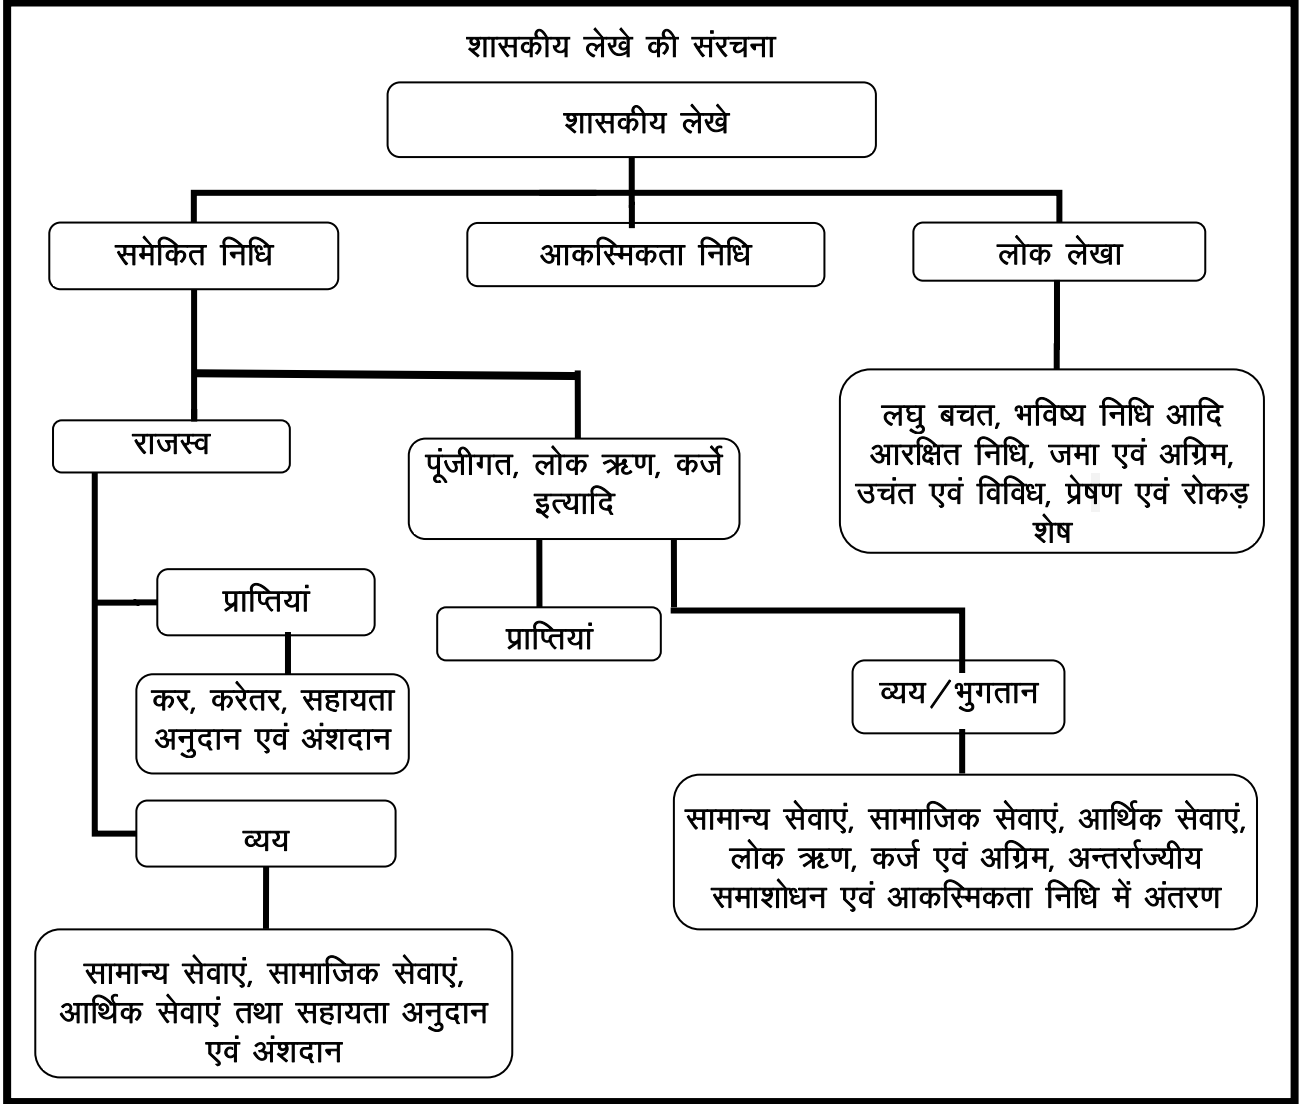 शासकीय लेखे की संरचना
शासकीय लेखे
समेकित निधि
आकस्मिकता निधि
लोक लेखा
राजस्व
पूंजीगत, लोक ऋण, कर्जे
इत्यादि
लघु बचत, भविष्य निधि आदि
आरक्षित निधि, जमा एवं अग्रिम,
उचंत एवं विविध, प्रेषण एवं रोकड़
शेष
प्राप्तियां
प्राप्तियां
कर, करेतर, सहायता
अनुदान एवं अंशदान
व्यय/भुगतान
व्यय
सामान्य सेवाएं, सामाजिक सेवाएं, आर्थिक सेवाएं,
लोक ऋण, कर्ज एवं अग्रिम, अन्तर्राज्यीय
समाशोधन एवं आकस्मिकता निधि में अंतरण
सामान्य सेवाएं, सामाजिक सेवाएं,
आर्थिक सेवाएं तथा सहायता अनुदान
एवं अंशदान